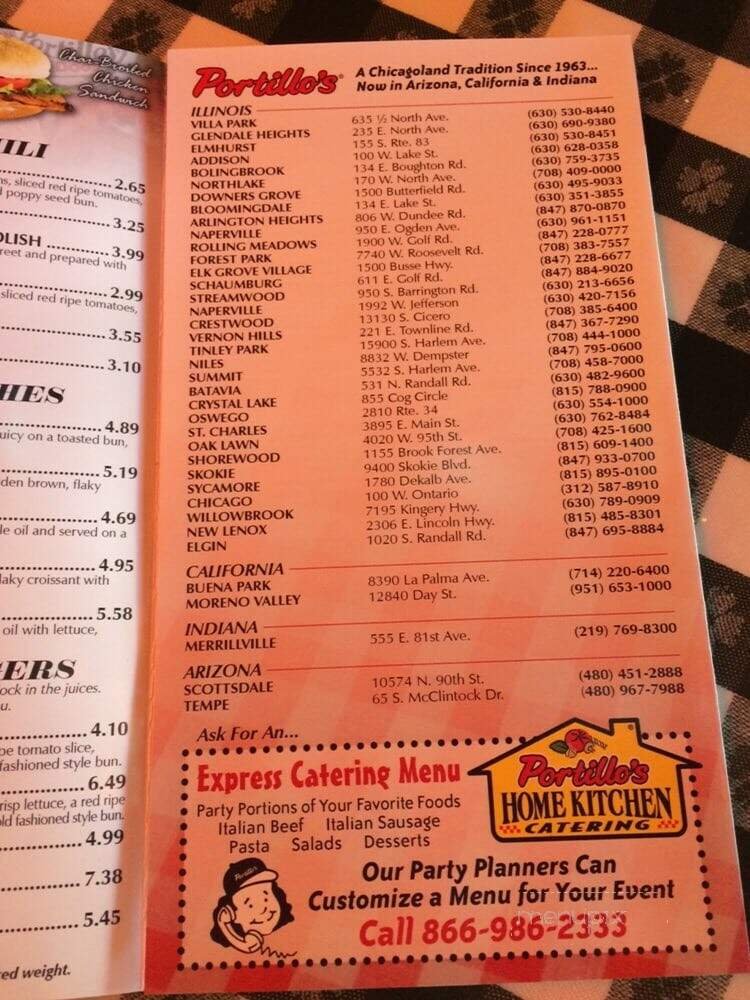 Char-Broiled
Chicken
Sandwich
ILI
2.65
ns, sliced red ripe tomatoes,
poppy seed bun.
3.25
OLISH 3.99
reet and prepared with
2.99
sliced red ripe tomatoes,
3.55
3.10
HES
4.89
uicy on a toasted bun,
5.19
den brown, flaky
4.69
le oil and served on a
4.95
laky croissant with
5.58
oil with lettuce,
ERS
ock in the juices.
u.
4.10
pe tomato slice,
fashioned style bun.
6.49
risp lettuce, a red ripe
old fashioned style bun.
4.99
7.38
5.45
ed weight.
Portillo's® A Chicagoland Tradition Since 1963...
Now in Arizona, California & Indiana
ILLINOIS
VILLA PARK 635 ½ North Ave. (630) 530-8440
GLENDALE HEIGHTS 235 E. North Ave. (630) 690-9380
ELMHURST 155 S. Rte. 83 (630) 530-8451
ADDISON 100 W. Lake St. (630) 628-0358
BOLINGBROOK 134 E. Boughton Rd. (630) 759-3735
NORTHLAKE 170 W. North Ave. (708) 409-0000
DOWNERS GROVE 1500 Butterfield Rd. (630) 495-9033
BLOOMINGDALE 134 E. Lake St. (630) 351-3855
ARLINGTON HEIGHTS 806 W. Dundee Rd. (847) 870-0870
NAPERVILLE 950 E. Ogden Ave. (630) 961-1151
ROLLING MEADOWS 1900 W. Golf Rd. (847) 228-0777
FOREST PARK 7740 W. Roosevelt Rd. (708) 383-7557
ELK GROVE VILLAGE 1500 Busse Hwy. (847) 228-6677
SCHAUMBURG 611 E. Golf Rd. (847) 884-9020
STREAMWOOD 950 S. Barrington Rd. (630) 213-6656
NAPERVILLE 1992 W. Jefferson (630) 420-7156
CRESTWOOD 13130 S. Cicero (708) 385-6400
VERNON HILLS 221 E. Townline Rd. (847) 367-7290
TINLEY PARK 15900 S. Harlem Ave. (708) 444-1000
NILES 8832 W. Dempster (847) 795-0600
SUMMIT 5532 S. Harlem Ave. (708) 458-7000
BATAVIA 531 N. Randall Rd. (630) 482-9600
CRYSTAL LAKE 855 Cog Circle (815) 788-0900
OSWEGO 2810 Rte. 34 (630) 554-1000
ST. CHARLES 3895 E. Main St. (630) 762-8484
OAK LAWN 4020 W. 95th St. (708) 425-1600
SHOREWOOD 1155 Brook Forest Ave. (815) 609-1400
SKOKIE 9400 Skokie Blvd. (847) 933-0700
SYCAMORE 1780 Dekalb Ave. (815) 895-0100
CHICAGO 100 W. Ontario (312) 587-8910
WILLOWBROOK 7195 Kingery Hwy. (630) 789-0909
NEW LENOX 2306 E. Lincoln Hwy. (815) 485-8301
ELGIN 1020 S. Randall Rd. (847) 695-8884
CALIFORNIA
BUENA PARK 8390 La Palma Ave. (714) 220-6400
MORENO VALLEY 12840 Day St. (951) 653-1000
INDIANA
MERRILLVILLE 555 E. 81st Ave. (219) 769-8300
ARIZONA
SCOTTSDALE 10574 N. 90th St. (480) 451-2888
TEMPE 65 S. McClintock Dr. (480) 967-7988
Ask For An...
Express Catering Menu
Party Portions of Your Favorite Foods
Italian Beef Italian Sausage
Pasta Salads Desserts
Portillo's
HOME KITCHEN
CATERING
Our Party Planners Can
Customize a Menu for Your Event
Call 866-986-2333